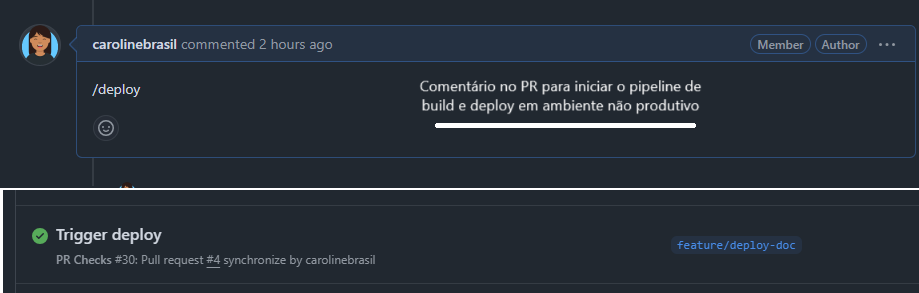 carolinebrasil commented 2 hours ago
Member
Author
/deploy
Comentário no PR para iniciar o pipeline de
build e deploy em ambiente não produtivo
Trigger deploy
feature/deploy-doc
PR Checks #30: Pull request #4 synchronize by carolinebrasil